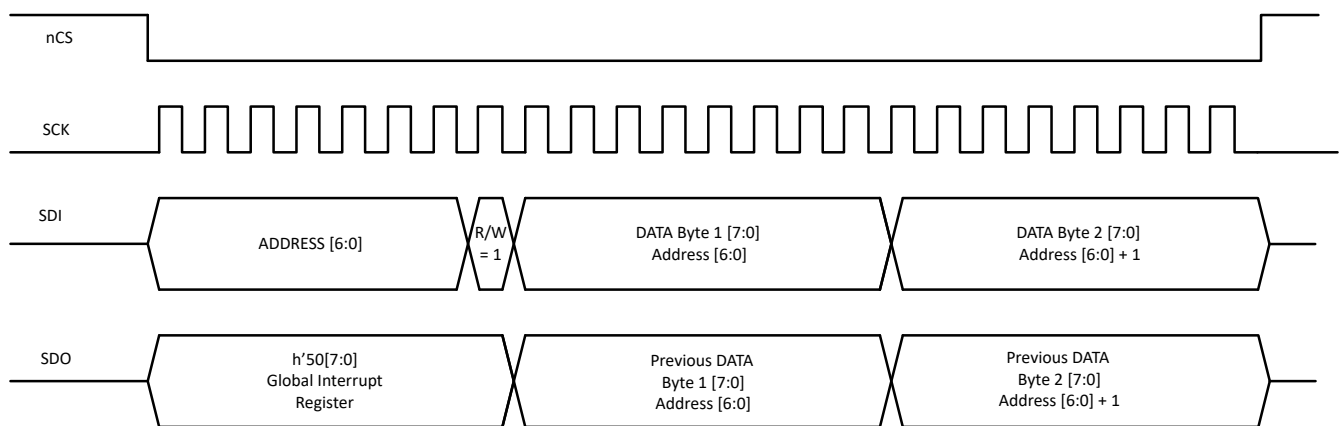 nCS
SCK
SDI
ADDRESS [6:0]
R/W
= 1
DATA Byte 1 [7:0]
Address [6:0]
DATA Byte 2 [7:0]
Address [6:0] + 1
SDO
h'50[7:0]
Global Interrupt
Register
Previous DATA
Byte 1 [7:0]
Address [6:0]
Previous DATA
Byte 2 [7:0]
Address [6:0] + 1